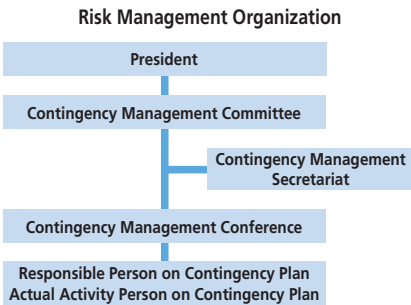 Risk Management Organization
President
Contingency Management Committee
Contingency Management
Secretariat
Contingency Management Conference
Responsible Person on Contingency Plan
Actual Activity Person on Contingency Plan